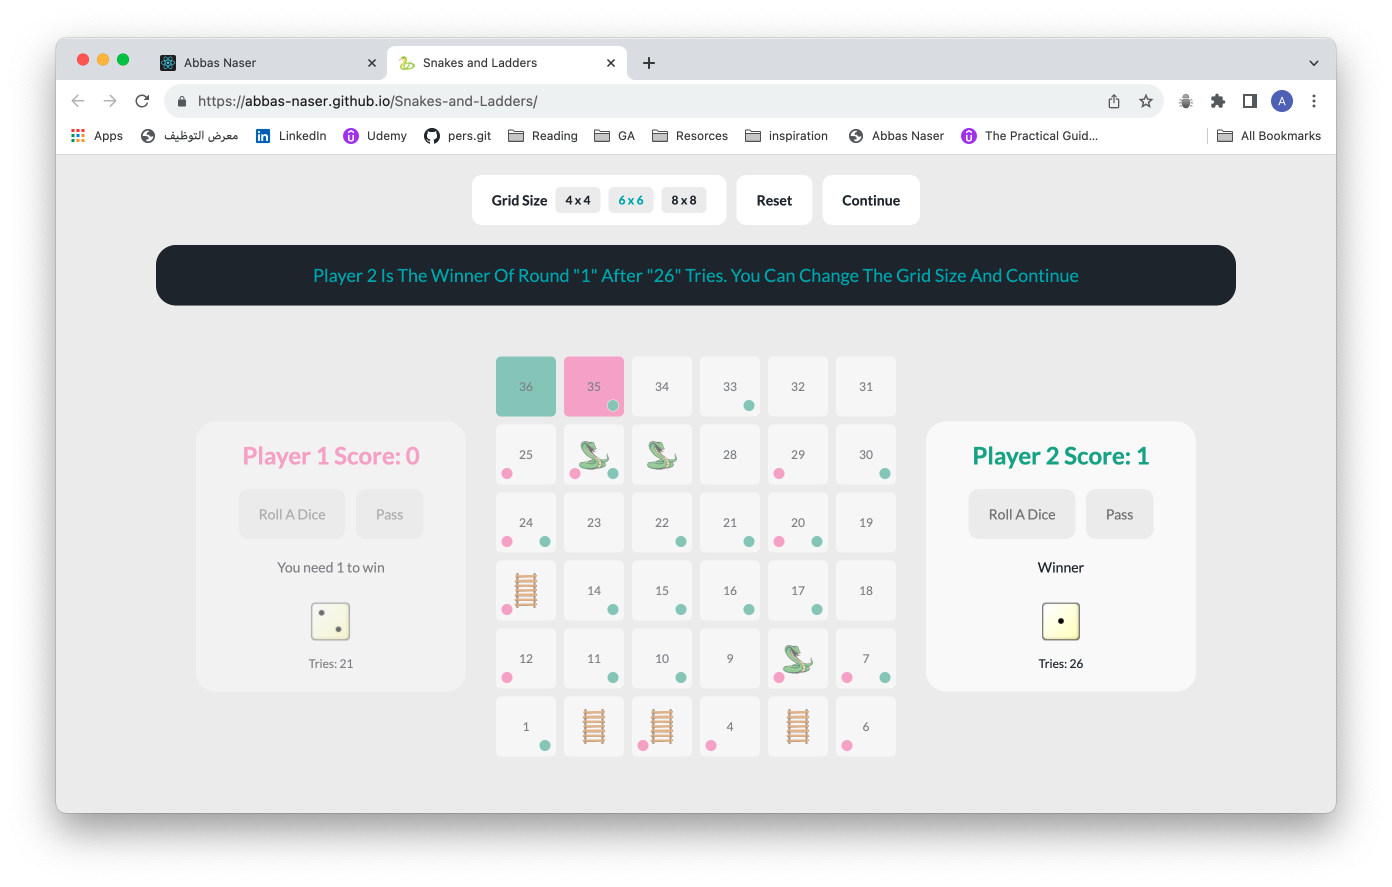 Abbas Naser
Snakes and Ladders
https://abbas-naser.github.io/Snakes-and-Ladders/
A
Apps
معرض التوظيف
LinkedIn
Udemy
pers.git
Reading
GA
Resorces
inspiration
Abbas Naser
The Practical Guid...
All Bookmarks
Grid Size 4 x 4 6 x 6 8 x 8
Reset
Continue
Player 2 Is The Winner Of Round "1" After "26" Tries. You Can Change The Grid Size And Continue
Player 1 Score: 0
Roll A Dice Pass
You need 1 to win
Tries: 21
36 35 34 33 32 31
25 28 29 30
24 23 22 21 20 19
14 15 16 17 18
12 11 10 9 7
1 4 6
Player 2 Score: 1
Roll A Dice Pass
Winner
Tries: 26